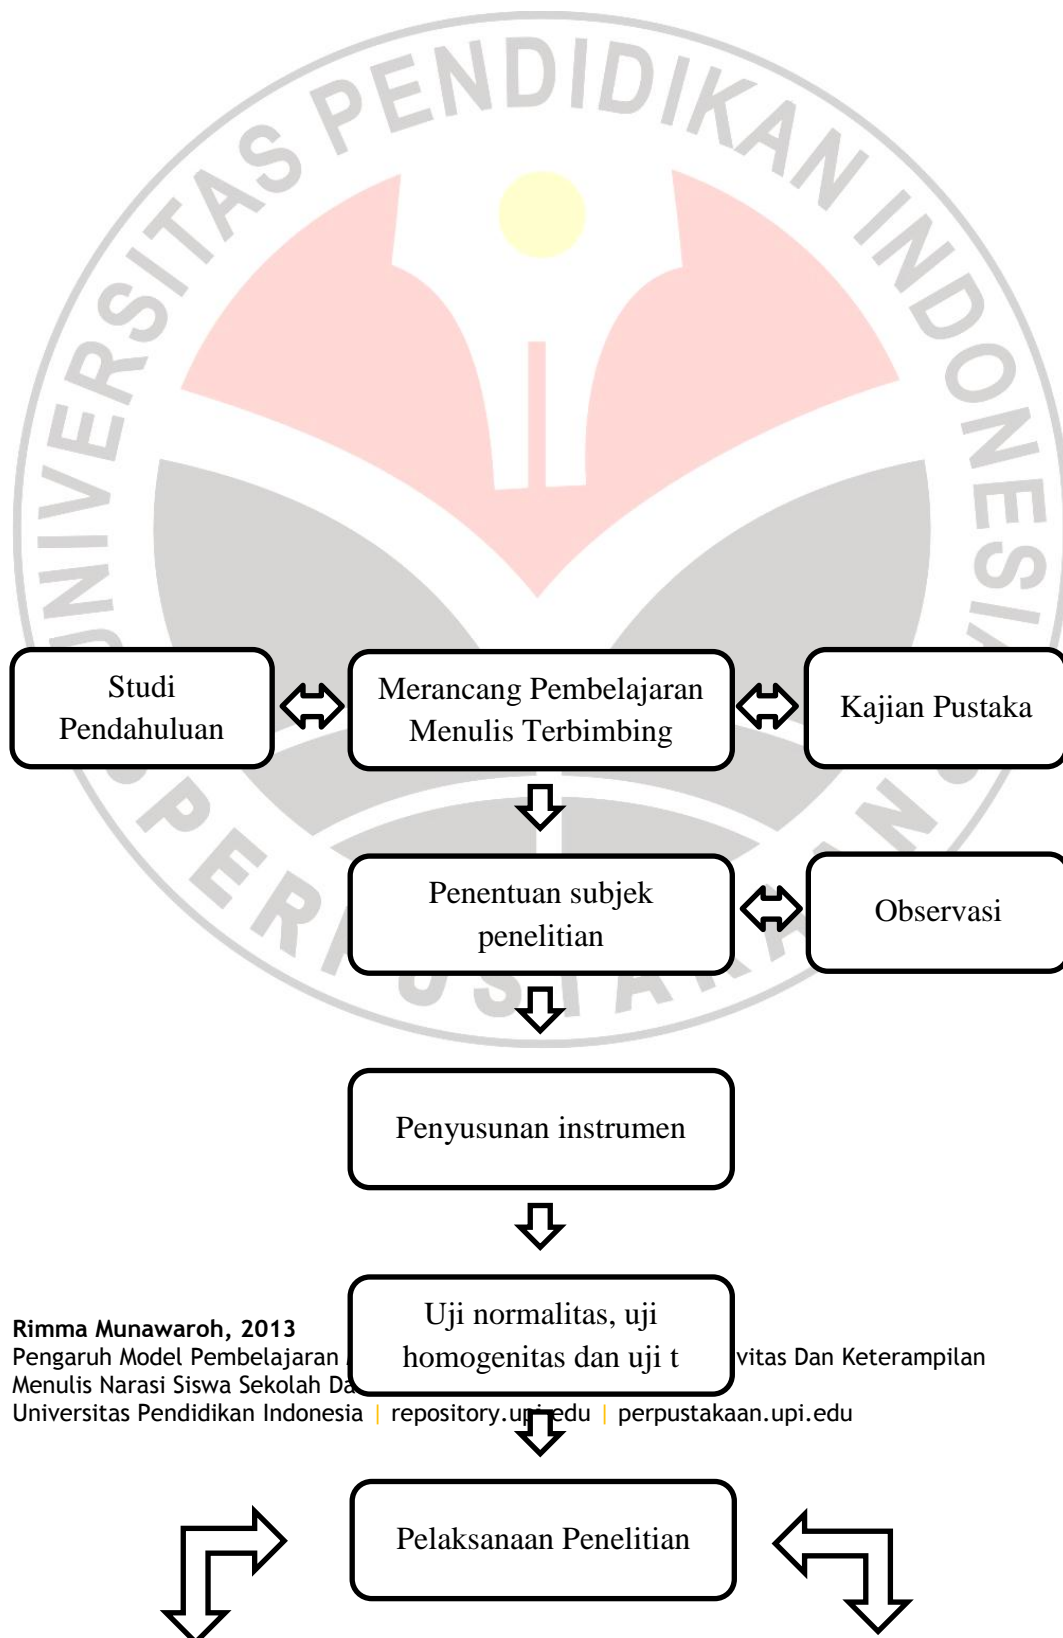 UNIVERSITAS PENDIDIKAN INDONESIA
PERPUSTAKAAN
Studi
Pendahuluan
Merancang Pembelajaran
Menulis Terbimbing
Kajian Pustaka
Penentuan subjek
penelitian
Observasi
Penyusunan instrumen
Uji normalitas, uji
homogenitas dan uji t
Rimma Munawaroh, 2013
Pengaruh Model Pembelajaran vitas Dan Keterampilan
Menulis Narasi Siswa Sekolah Da
Universitas Pendidikan Indonesia | repository.upi.edu | perpustakaan.upi.edu
Pelaksanaan Penelitian